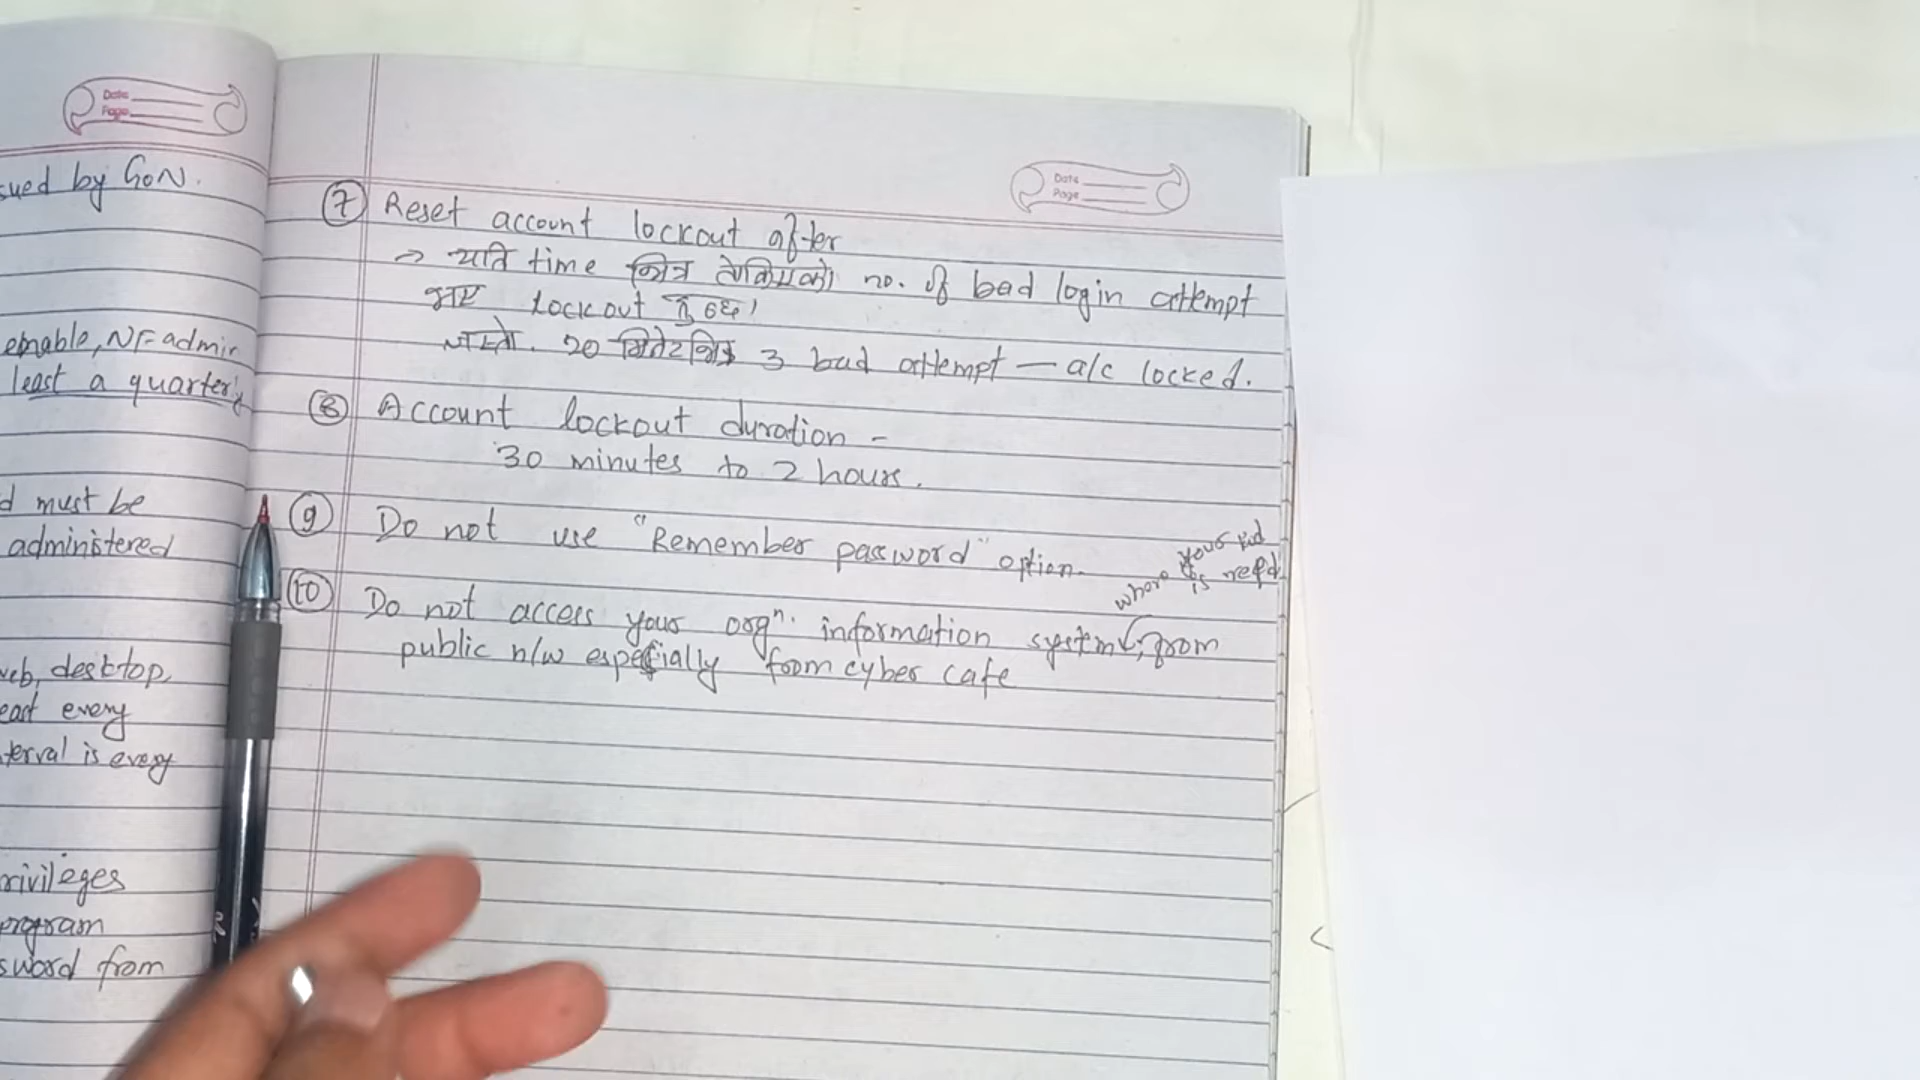 Date
Page
sued by GoN.
enable, NF admin
least a quarterly
d must be
administered
web, desktop,
east every
terval is every
rivileges
program
sword from
Date
Page
⑦ Reset account lockout after
→ यति time भित्र तोकिएको no. of bad login attempt
भए lockout हुन्छ।
जस्तो. 20 मिनेटभित्र 3 bad attempt — a/c locked.
⑧ Account lockout duration -
30 minutes to 2 hours.
⑨ Do not use "Remember password" option.
where your pwd is reqd
⑩ Do not access your orgn. information system, from
public n/w especially from cyber cafe